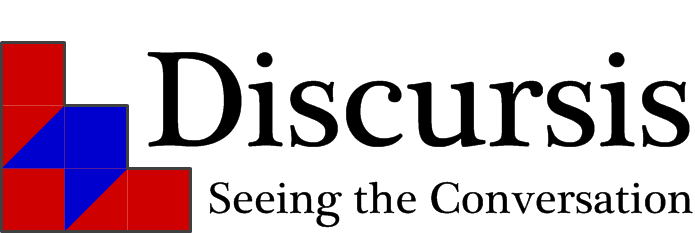 Discursis
Seeing the Conversation